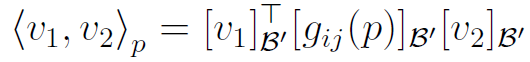 ⟨v₁, v₂⟩ₚ = [v₁]ᵀ_𝓑′ [gᵢⱼ(p)]_𝓑′ [v₂]_𝓑′